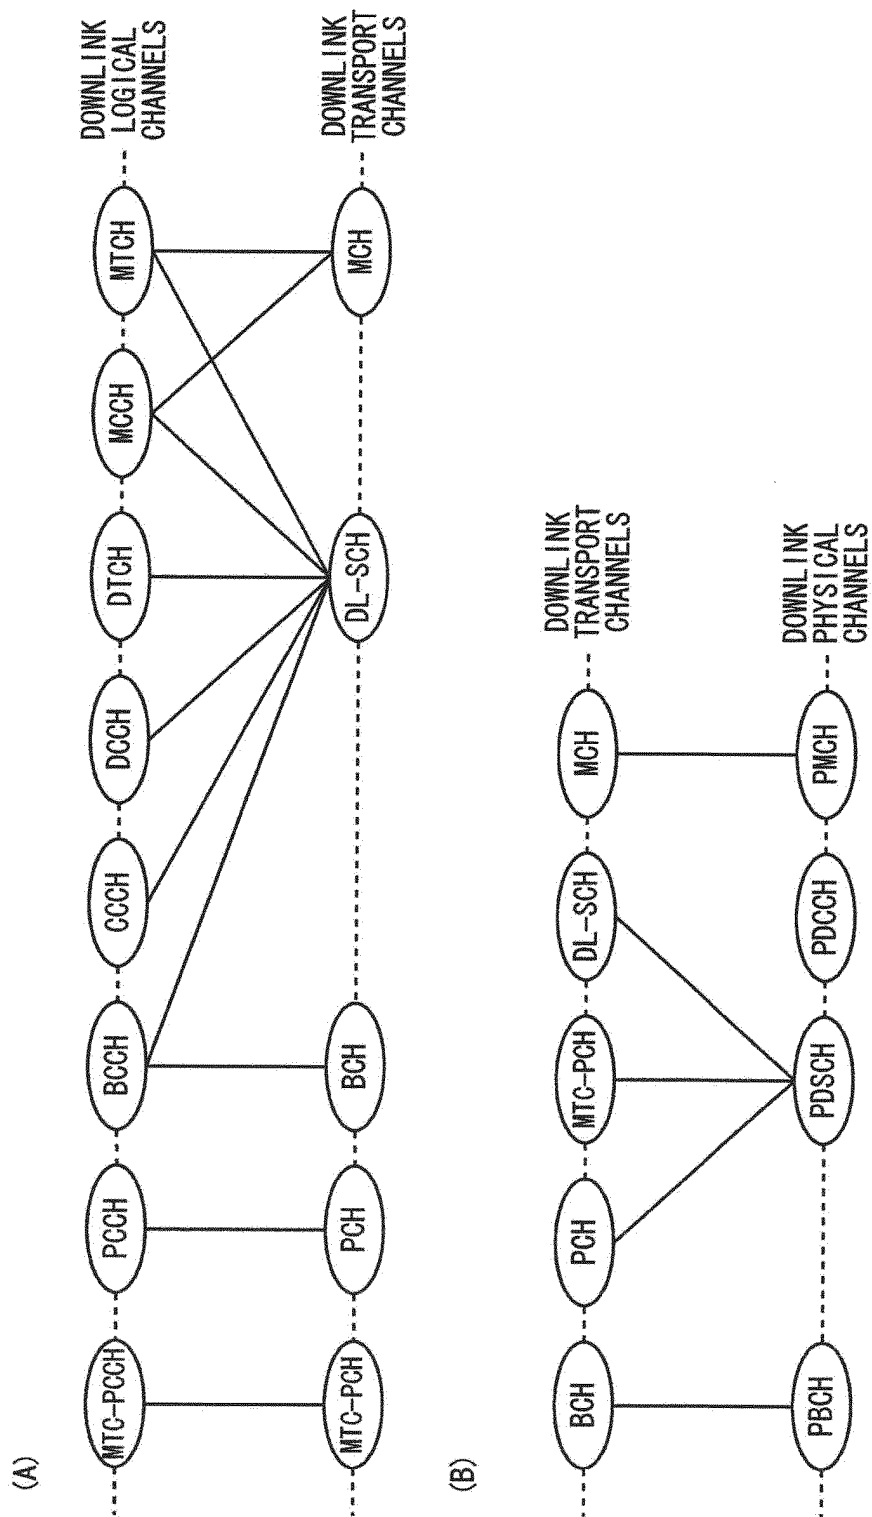 (A)
MTC-PCCH
PCCH
BCCH
CCCH
DCCH
DTCH
MCCH
MTCH
DOWNLINK
LOGICAL
CHANNELS
MTC-PCH
PCH
BCH
DL-SCH
MCH
DOWNLINK
TRANSPORT
CHANNELS
(B)
BCH
PCH
MTC-PCH
DL-SCH
MCH
DOWNLINK
TRANSPORT
CHANNELS
PBCH
PDSCH
PDCCH
PMCH
DOWNLINK
PHYSICAL
CHANNELS